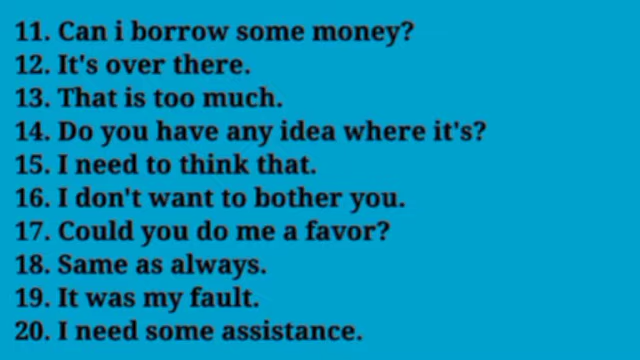 11. Can i borrow some money?
12. It's over there.
13. That is too much.
14. Do you have any idea where it's?
15. I need to think that.
16. I don't want to bother you.
17. Could you do me a favor?
18. Same as always.
19. It was my fault.
20. I need some assistance.